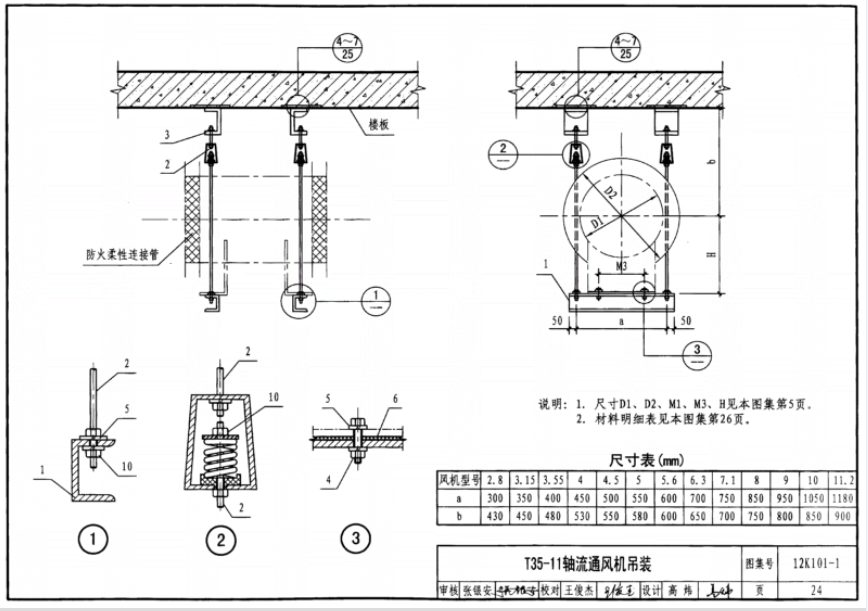 4～7
25
4～7
25
3
楼板
2
2
—
b
D2
D1
防火柔性连接管
M3
H
1
1
—
50
a
50
3
—
2
5
1
10
①
2
10
2
②
5
6
4
③
说明: 1. 尺寸D1、D2、M1、M3、H见本图集第5页。
2. 材料明细表见本图集第26页。
尺寸表(mm)
风机型号 2.8 3.15 3.55 4 4.5 5 5.6 6.3 7.1 8 9 10 11.2
a 300 350 400 450 500 550 600 700 750 850 950 1050 1180
b 430 450 480 530 550 580 600 650 700 750 800 850 900
T35-11轴流通风机吊装 图集号 12K101-1
审核 张银安 校对 王俊杰 设计 高炜 页 24